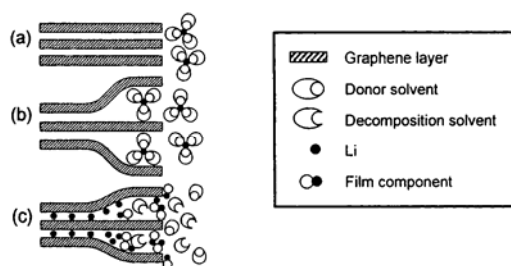 (a)
(b)
(c)
Graphene layer
Donor solvent
Decomposition solvent
Li
Film component